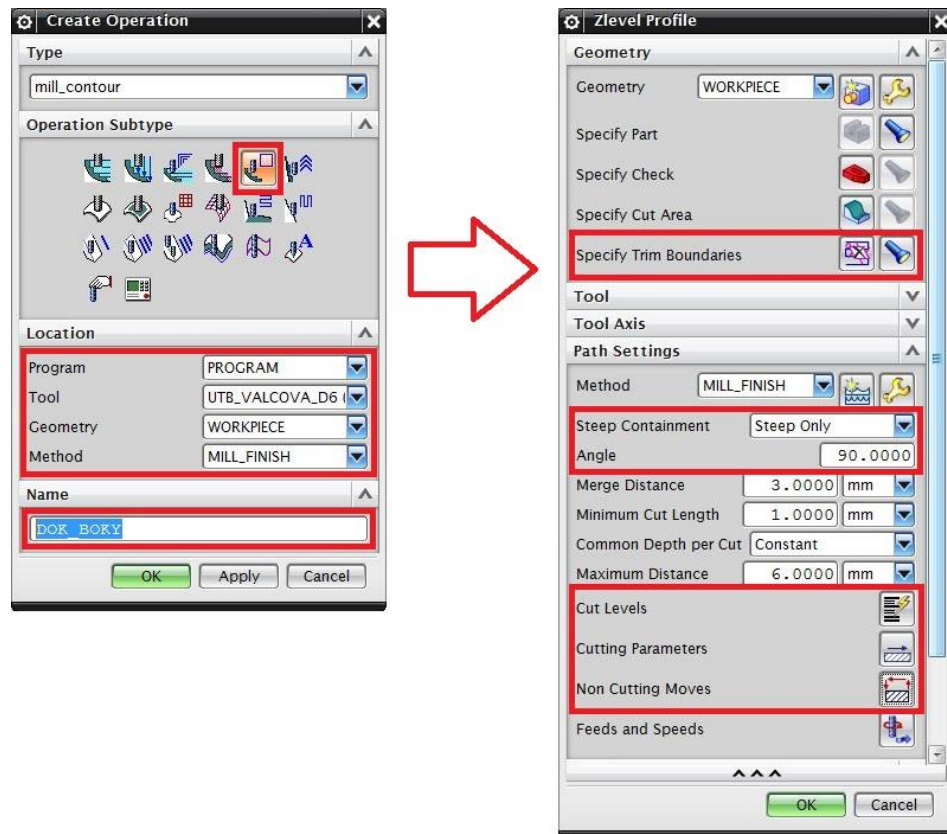 Create Operation
Type
mill_contour
Operation Subtype
Location
Program PROGRAM
Tool UTB_VALCOVA_D6 (
Geometry WORKPIECE
Method MILL_FINISH
Name
DOK_BOKY
OK Apply Cancel
Zlevel Profile
Geometry
Geometry WORKPIECE
Specify Part
Specify Check
Specify Cut Area
Specify Trim Boundaries
Tool
Tool Axis
Path Settings
Method MILL_FINISH
Steep Containment Steep Only
Angle 90.0000
Merge Distance 3.0000 mm
Minimum Cut Length 1.0000 mm
Common Depth per Cut Constant
Maximum Distance 6.0000 mm
Cut Levels
Cutting Parameters
Non Cutting Moves
Feeds and Speeds
OK Cancel